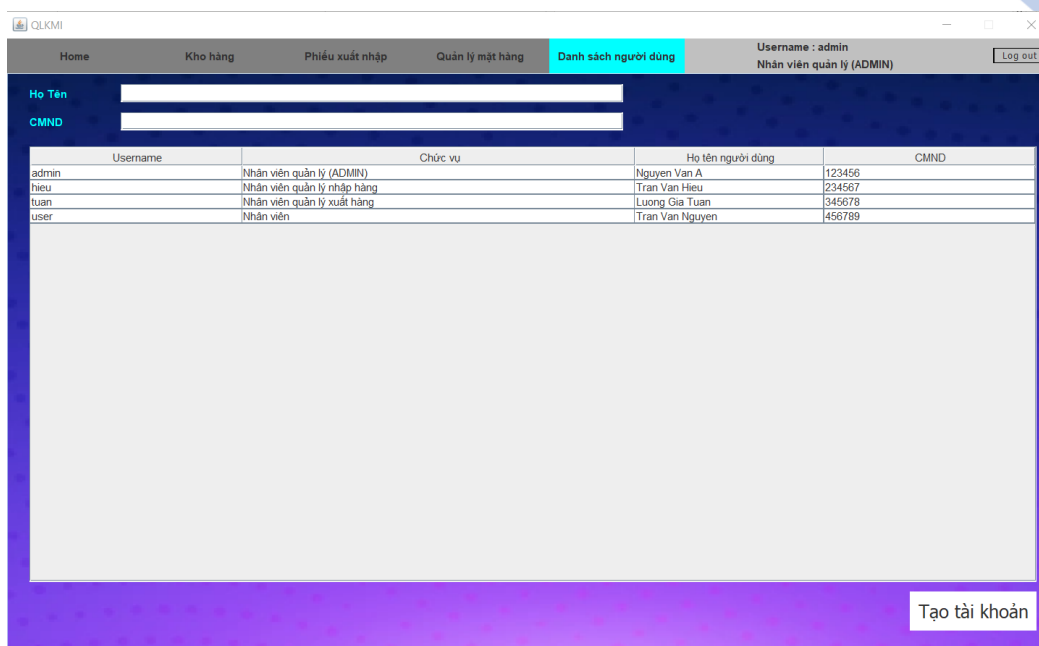 QLKMI
Home Kho hàng Phiếu xuất nhập Quản lý mặt hàng Danh sách người dùng Username : admin Log out
Nhân viên quản lý (ADMIN)
Họ Tên
CMND
Username Chức vụ Họ tên người dùng CMND
admin Nhân viên quản lý (ADMIN) Nguyen Van A 123456
hieu Nhân viên quản lý nhập hàng Tran Van Hieu 234567
tuan Nhân viên quản lý xuất hàng Luong Gia Tuan 345678
user Nhân viên Tran Van Nguyen 456789
Tạo tài khoản